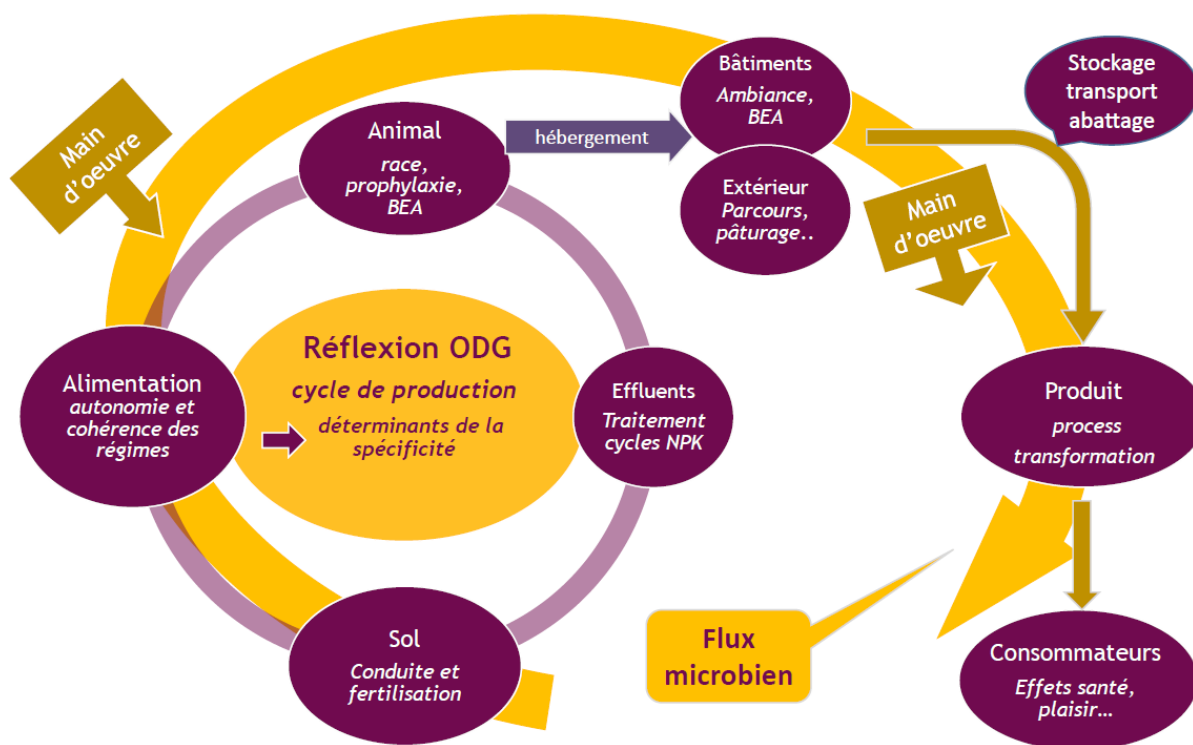 Main
d'oeuvre
Animal
race,
prophylaxie,
BEA
hébergement
Bâtiments
Ambiance,
BEA
Extérieur
Parcours,
pâturage..
Stockage
transport
abattage
Main
d'oeuvre
Alimentation
autonomie et
cohérence des
régimes
Réflexion ODG
cycle de production
déterminants de la
spécificité
Effluents
Traitement
cycles NPK
Produit
process
transformation
Sol
Conduite et
fertilisation
Flux
microbien
Consommateurs
Effets santé,
plaisir...